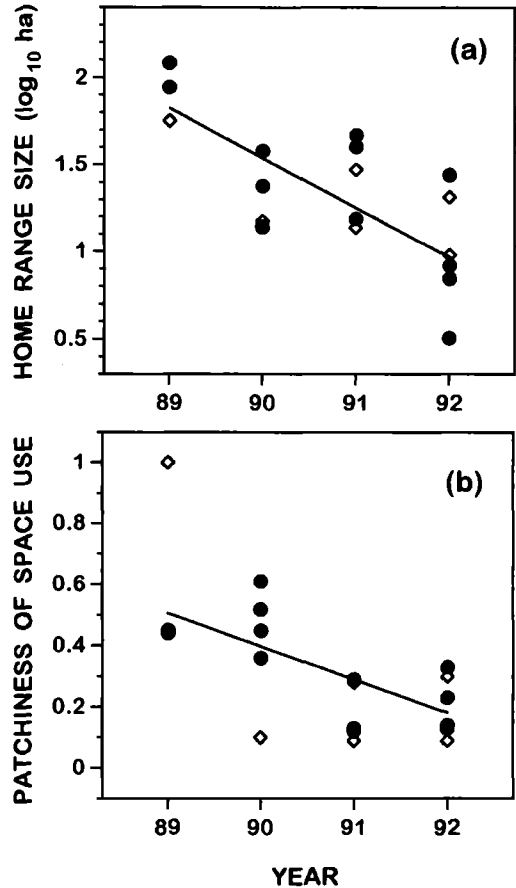 HOME RANGE SIZE (log10 ha)
(a)
2
1.5
1
0.5
89 90 91 92
PATCHINESS OF SPACE USE
(b)
1
0.8
0.6
0.4
0.2
0
89 90 91 92
YEAR